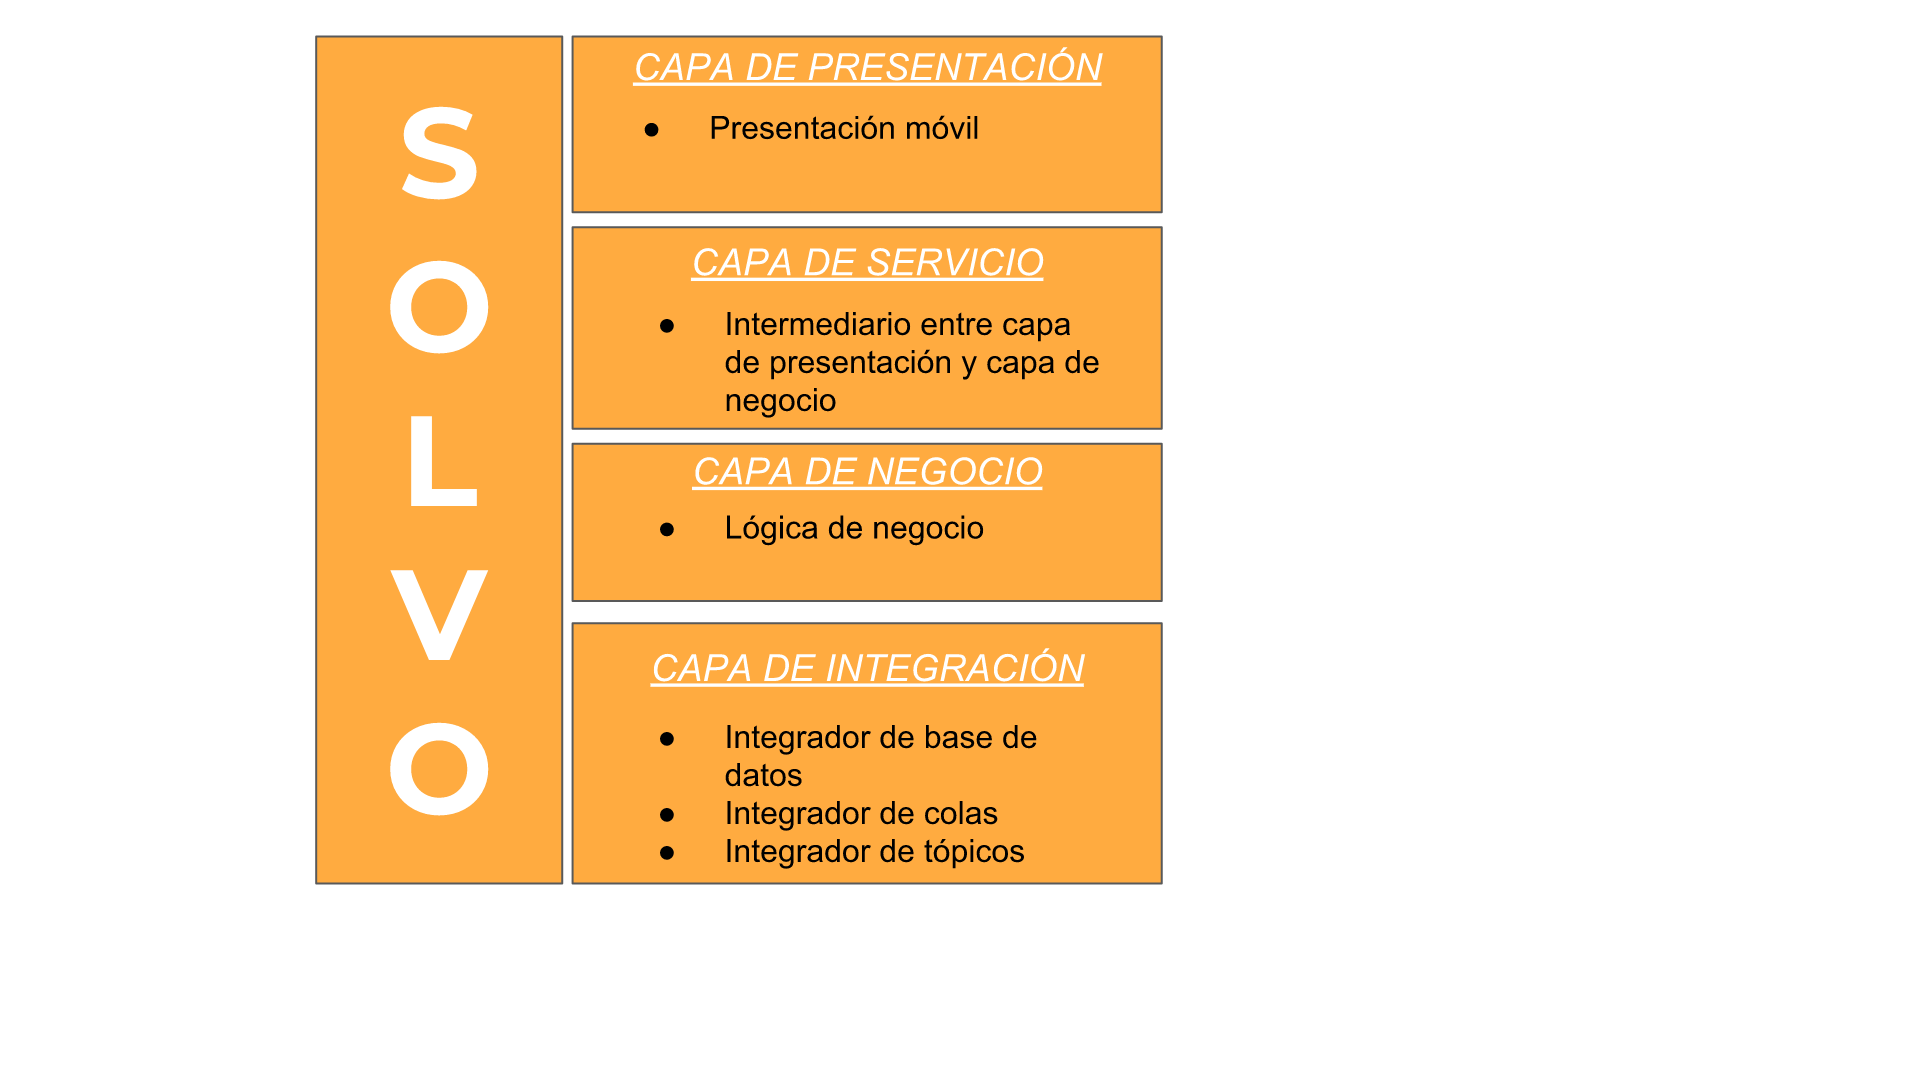 S
O
L
V
O
CAPA DE PRESENTACIÓN
● Presentación móvil
CAPA DE SERVICIO
● Intermediario entre capa
de presentación y capa de
negocio
CAPA DE NEGOCIO
● Lógica de negocio
CAPA DE INTEGRACIÓN
● Integrador de base de
datos
● Integrador de colas
● Integrador de tópicos